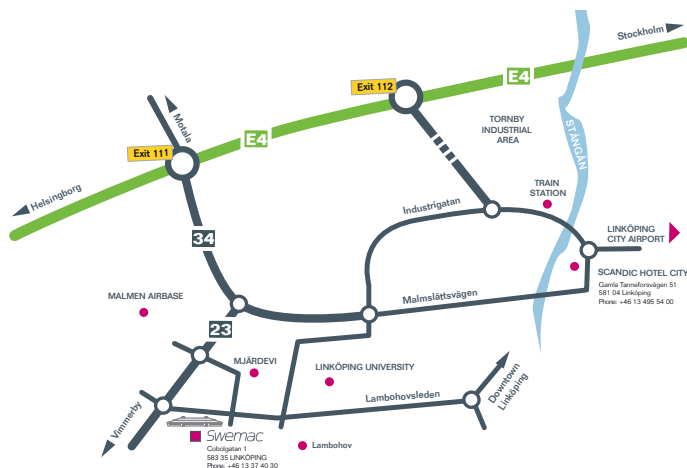 Stockholm
E4
Exit 112
TORNBY
INDUSTRIAL
AREA
STÅNGÅN
Motala
E4
Exit 111
Helsingborg
TRAIN
STATION
Industrigatan
LINKÖPING
CITY AIRPORT
34
SCANDIC HOTEL CITY
Gamla Tanneforsvägen 51
581 04 Linköping
Phone: +46 13 495 54 00
MALMEN AIRBASE
Malmslättsvägen
23
MJÄRDEVI
LINKÖPING UNIVERSITY
Downtown
Linköping
Lambohovsleden
Vimmerby
Swemac
Cobolgatan 1
583 35 LINKÖPING
Phone: +46 13 37 40 30
Lambohov